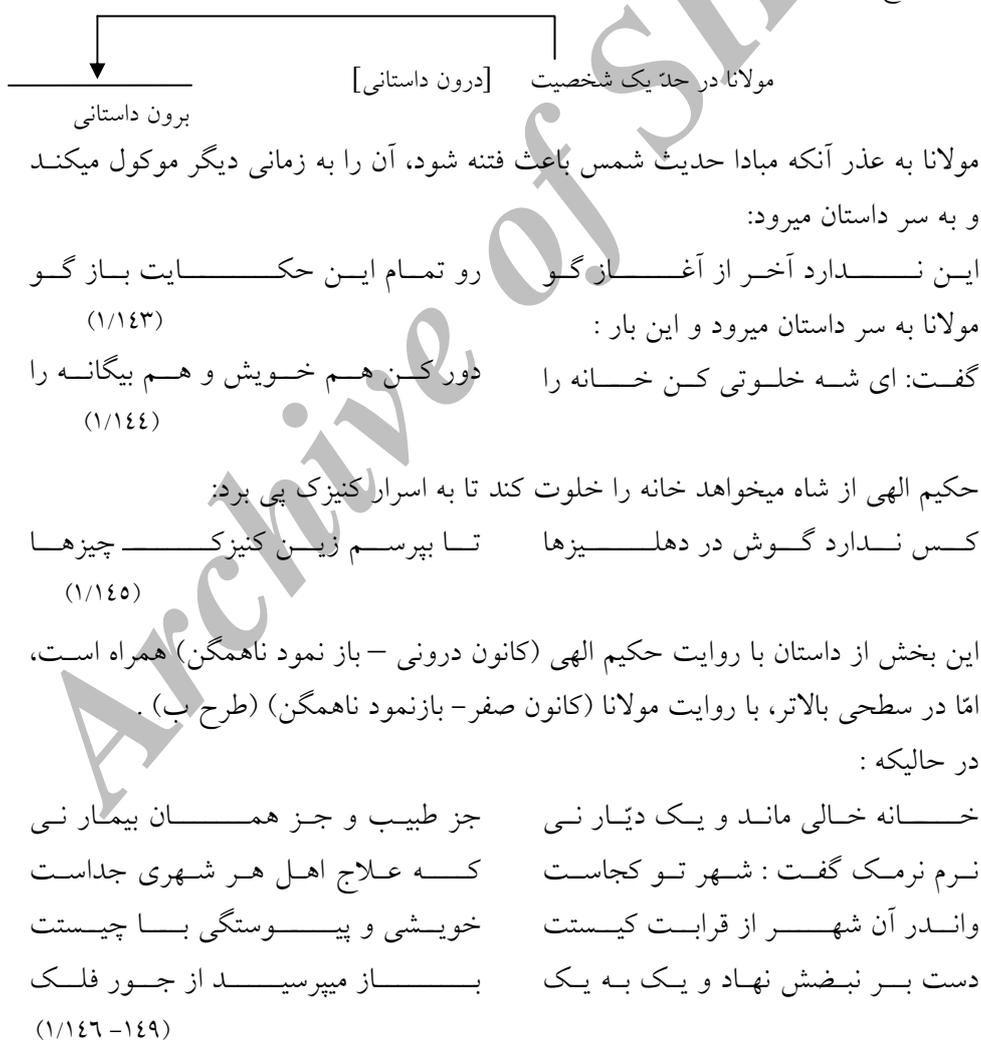 مولانا در حدّ یک شخصیت [درون داستانی]
برون داستانی
مولانا به عذر آنکه مبادا حدیث شمس باعث فتنه شود، آن را به زمانی دیگر موکول میکند
و به سر داستان میرود:
این ندارد آخر از آغاز گو رو تمام این حکایت باز گو
(۱/۱٤۳)
مولانا به سر داستان میرود و این بار :
گفت: ای شه خلوتی کن خانه را دور کن هم خویش و هم بیگانه را
(۱/۱٤٤)
حکیم الهی از شاه میخواهد خانه را خلوت کند تا به اسرار کنیزک پی برد:
کس ندارد گوش در دهلیزها تا بپرسم زین کنیزک چیزها
(۱/۱٤٥)
این بخش از داستان با روایت حکیم الهی (کانون درونی – باز نمود ناهمگن) همراه است،
امّا در سطحی بالاتر، با روایت مولانا (کانون صفر– بازنمود ناهمگن) (طرح ب) .
در حالیکه :
خانه خالی ماند و یک دیّار نی جز طبیب و جز همان بیمار نی
نرم نرمک گفت : شهر تو کجاست که علاج اهل هر شهری جداست
واندر آن شهر از قرابت کیستت خویشی و پیوستگی با چیستت
دست بر نبضش نهاد و یک به یک باز میپرسید از جور فلک
(۱/۱٤٦ –۱٤۹)
Archive of SI